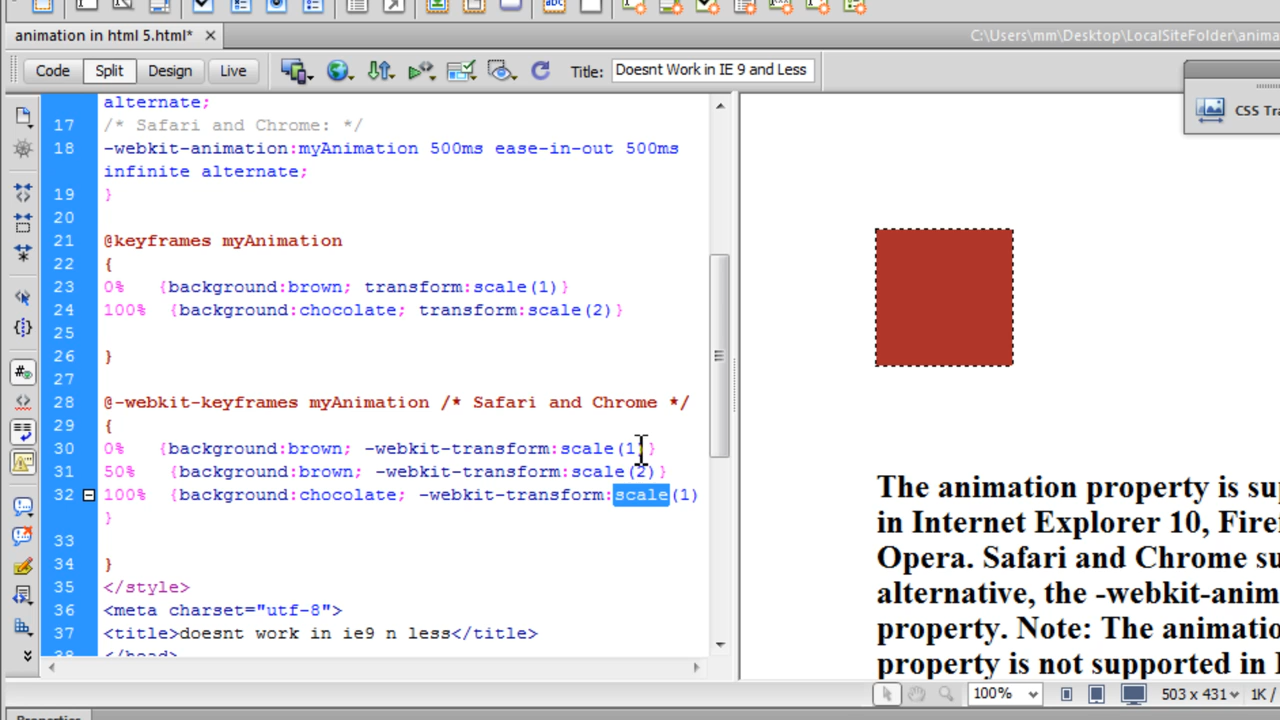 animation in html 5.html*
C:\Users\mm\Desktop\LocalSiteFolder\anima
Code Split Design Live Title: Doesnt Work in IE 9 and Less
CSS Tra
alternate;
17 /* Safari and Chrome: */
18 -webkit-animation:myAnimation 500ms ease-in-out 500ms
infinite alternate;
19 }
20
21 @keyframes myAnimation
22 {
23 0% {background:brown; transform:scale(1)}
24 100% {background:chocolate; transform:scale(2)}
25
26 }
27
28 @-webkit-keyframes myAnimation /* Safari and Chrome */
29 {
30 0% {background:brown; -webkit-transform:scale(1)}
31 50% {background:brown; -webkit-transform:scale(2)}
32 100% {background:chocolate; -webkit-transform:scale(1)
}
33
34 }
35 </style>
36 <meta charset="utf-8">
37 <title>doesnt work in ie9 n less</title>
38 </head>
The animation property is sup
in Internet Explorer 10, Firef
Opera. Safari and Chrome su
alternative, the -webkit-anim
property. Note: The animatio
property is not supported in I
100% 503 x 431 1K /
Properties